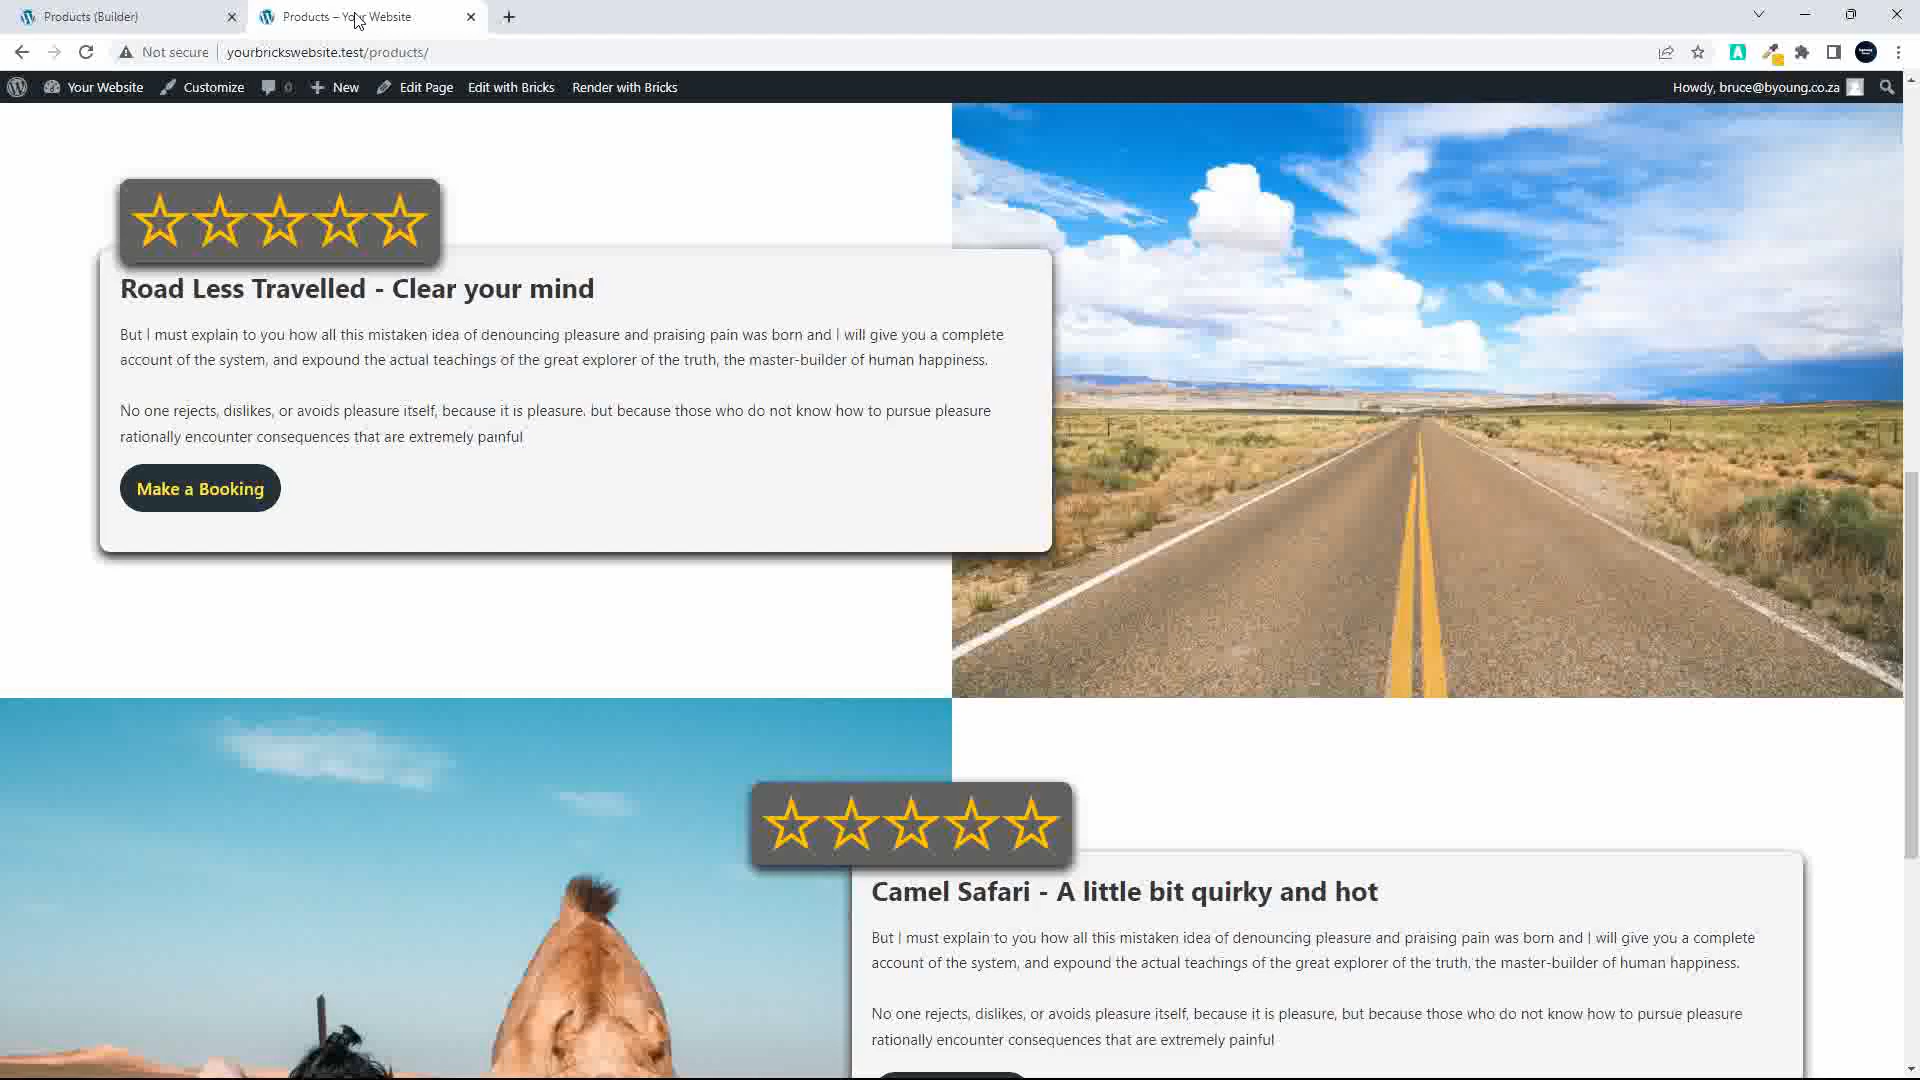 Products (Builder)
Products – Your Website
Not secure
yourbrickswebsite.test/products/
Your Website
Customize
0
New
Edit Page
Edit with Bricks
Render with Bricks
Howdy, bruce@byoung.co.za
Road Less Travelled - Clear your mind
But I must explain to you how all this mistaken idea of denouncing pleasure and praising pain was born and I will give you a complete
account of the system, and expound the actual teachings of the great explorer of the truth, the master-builder of human happiness.
No one rejects, dislikes, or avoids pleasure itself, because it is pleasure, but because those who do not know how to pursue pleasure
rationally encounter consequences that are extremely painful
Make a Booking
Camel Safari - A little bit quirky and hot
But I must explain to you how all this mistaken idea of denouncing pleasure and praising pain was born and I will give you a complete
account of the system, and expound the actual teachings of the great explorer of the truth, the master-builder of human happiness.
No one rejects, dislikes, or avoids pleasure itself, because it is pleasure, but because those who do not know how to pursue pleasure
rationally encounter consequences that are extremely painful